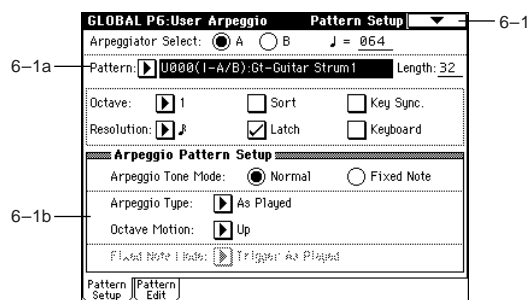 GLOBAL P6:User Arpeggio Pattern Setup 6-1
Arpeggiator Select: A B ♩ = 064
6-1a Pattern: U000(I-A/B):Gt-Guitar Strum1 Length: 32
Octave: 1 Sort Key Sync.
Resolution: ♪ Latch Keyboard
Arpeggio Pattern Setup
Arpeggio Tone Mode: Normal Fixed Note
6-1b Arpeggio Type: As Played
Octave Motion: Up
Fixed Note Mode: Trigger As Played
Pattern Setup Pattern Edit